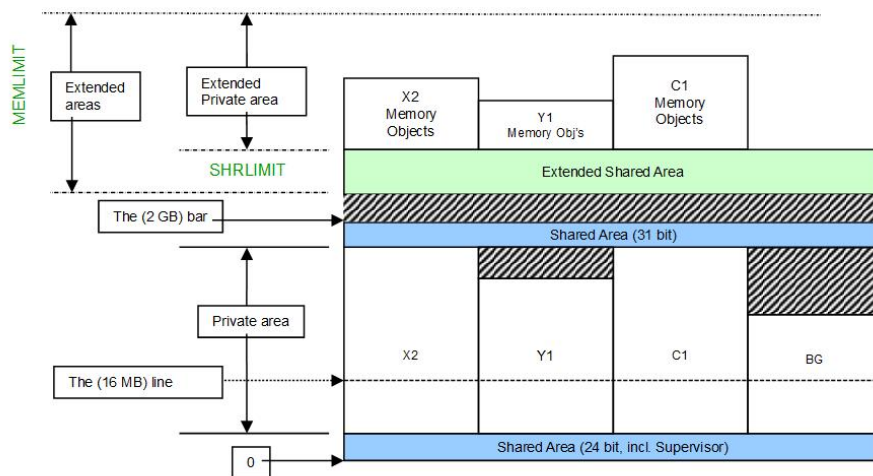 MEMLIMIT
Extended
areas
Extended
Private area
X2
Memory
Objects
Y1
Memory Obj's
C1
Memory
Objects
SHRLIMIT
Extended Shared Area
The (2 GB) bar
Shared Area (31 bit)
Private area
X2
Y1
C1
BG
The (16 MB) line
Shared Area (24 bit, incl. Supervisor)
0